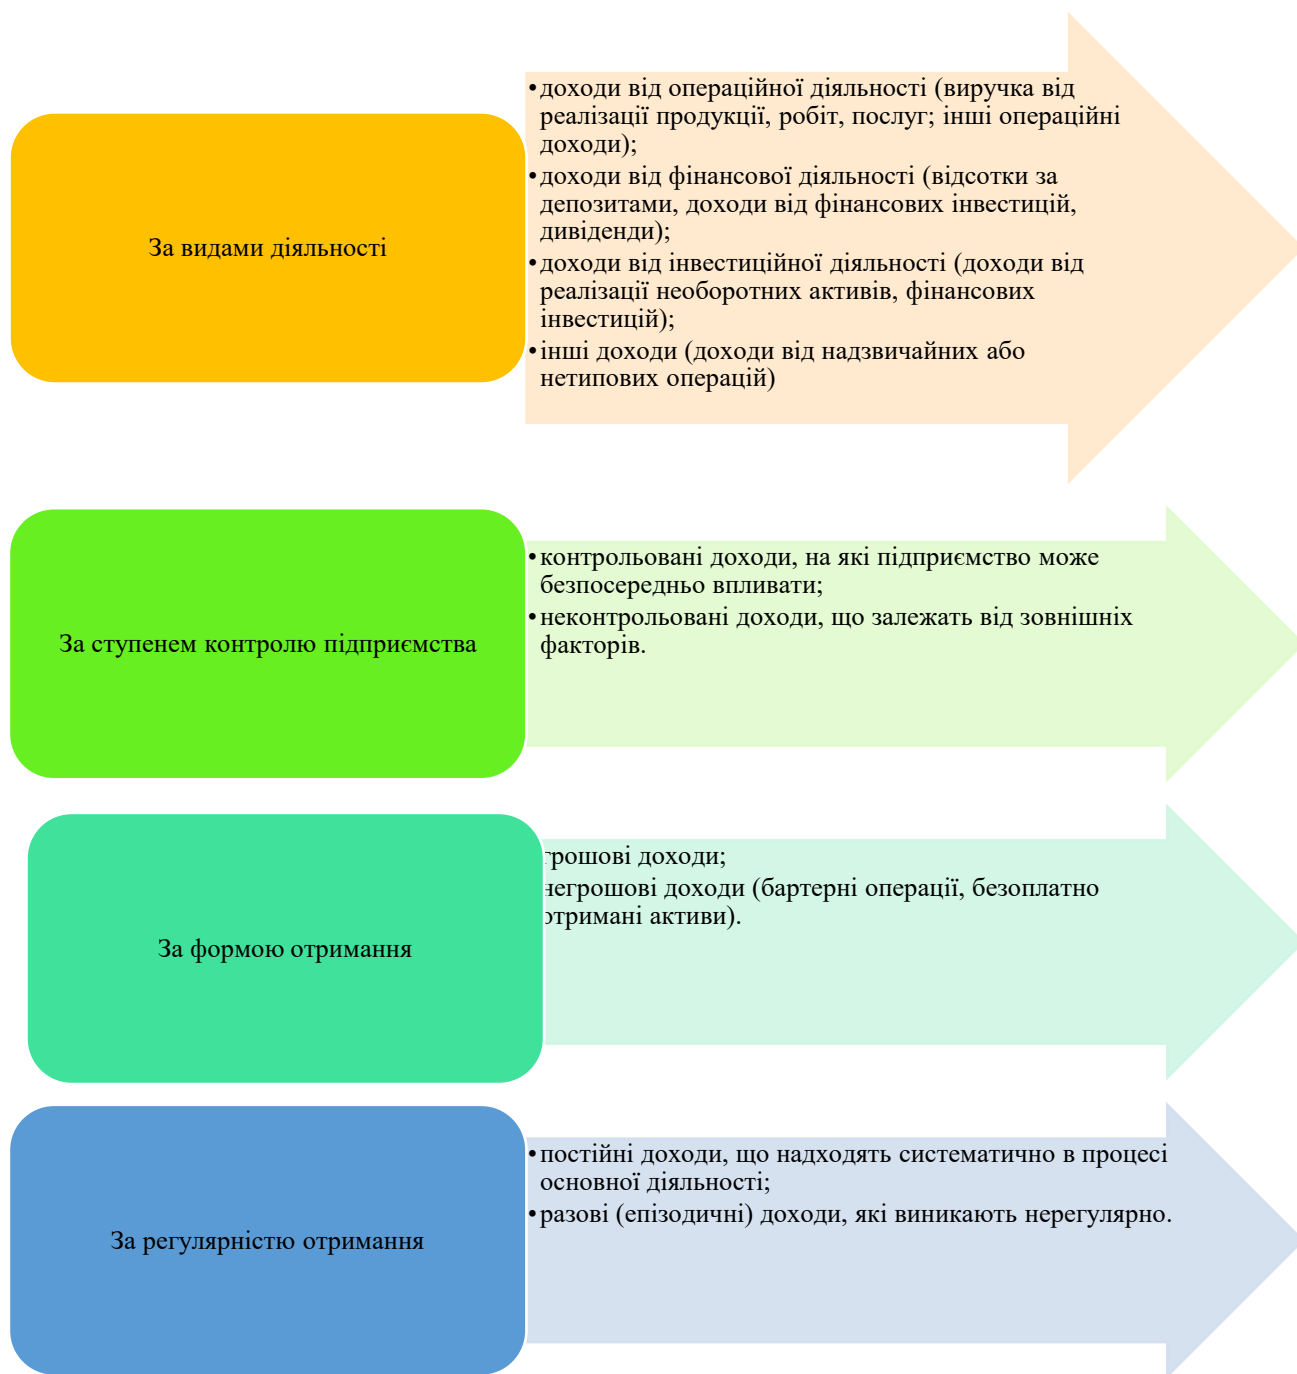 За видами діяльності
•доходи від операційної діяльності (виручка від
реалізації продукції, робіт, послуг; інші операційні
доходи);
•доходи від фінансової діяльності (відсотки за
депозитами, доходи від фінансових інвестицій,
дивіденди);
•доходи від інвестиційної діяльності (доходи від
реалізації необоротних активів, фінансових
інвестицій);
•інші доходи (доходи від надзвичайних або
нетипових операцій)
За ступенем контролю підприємства
•контрольовані доходи, на які підприємство може
безпосередньо впливати;
•неконтрольовані доходи, що залежать від зовнішніх
факторів.
За формою отримання
грошові доходи;
негрошові доходи (бартерні операції, безоплатно
отримані активи).
За регулярністю отримання
•постійні доходи, що надходять систематично в процесі
основної діяльності;
•разові (епізодичні) доходи, які виникають нерегулярно.